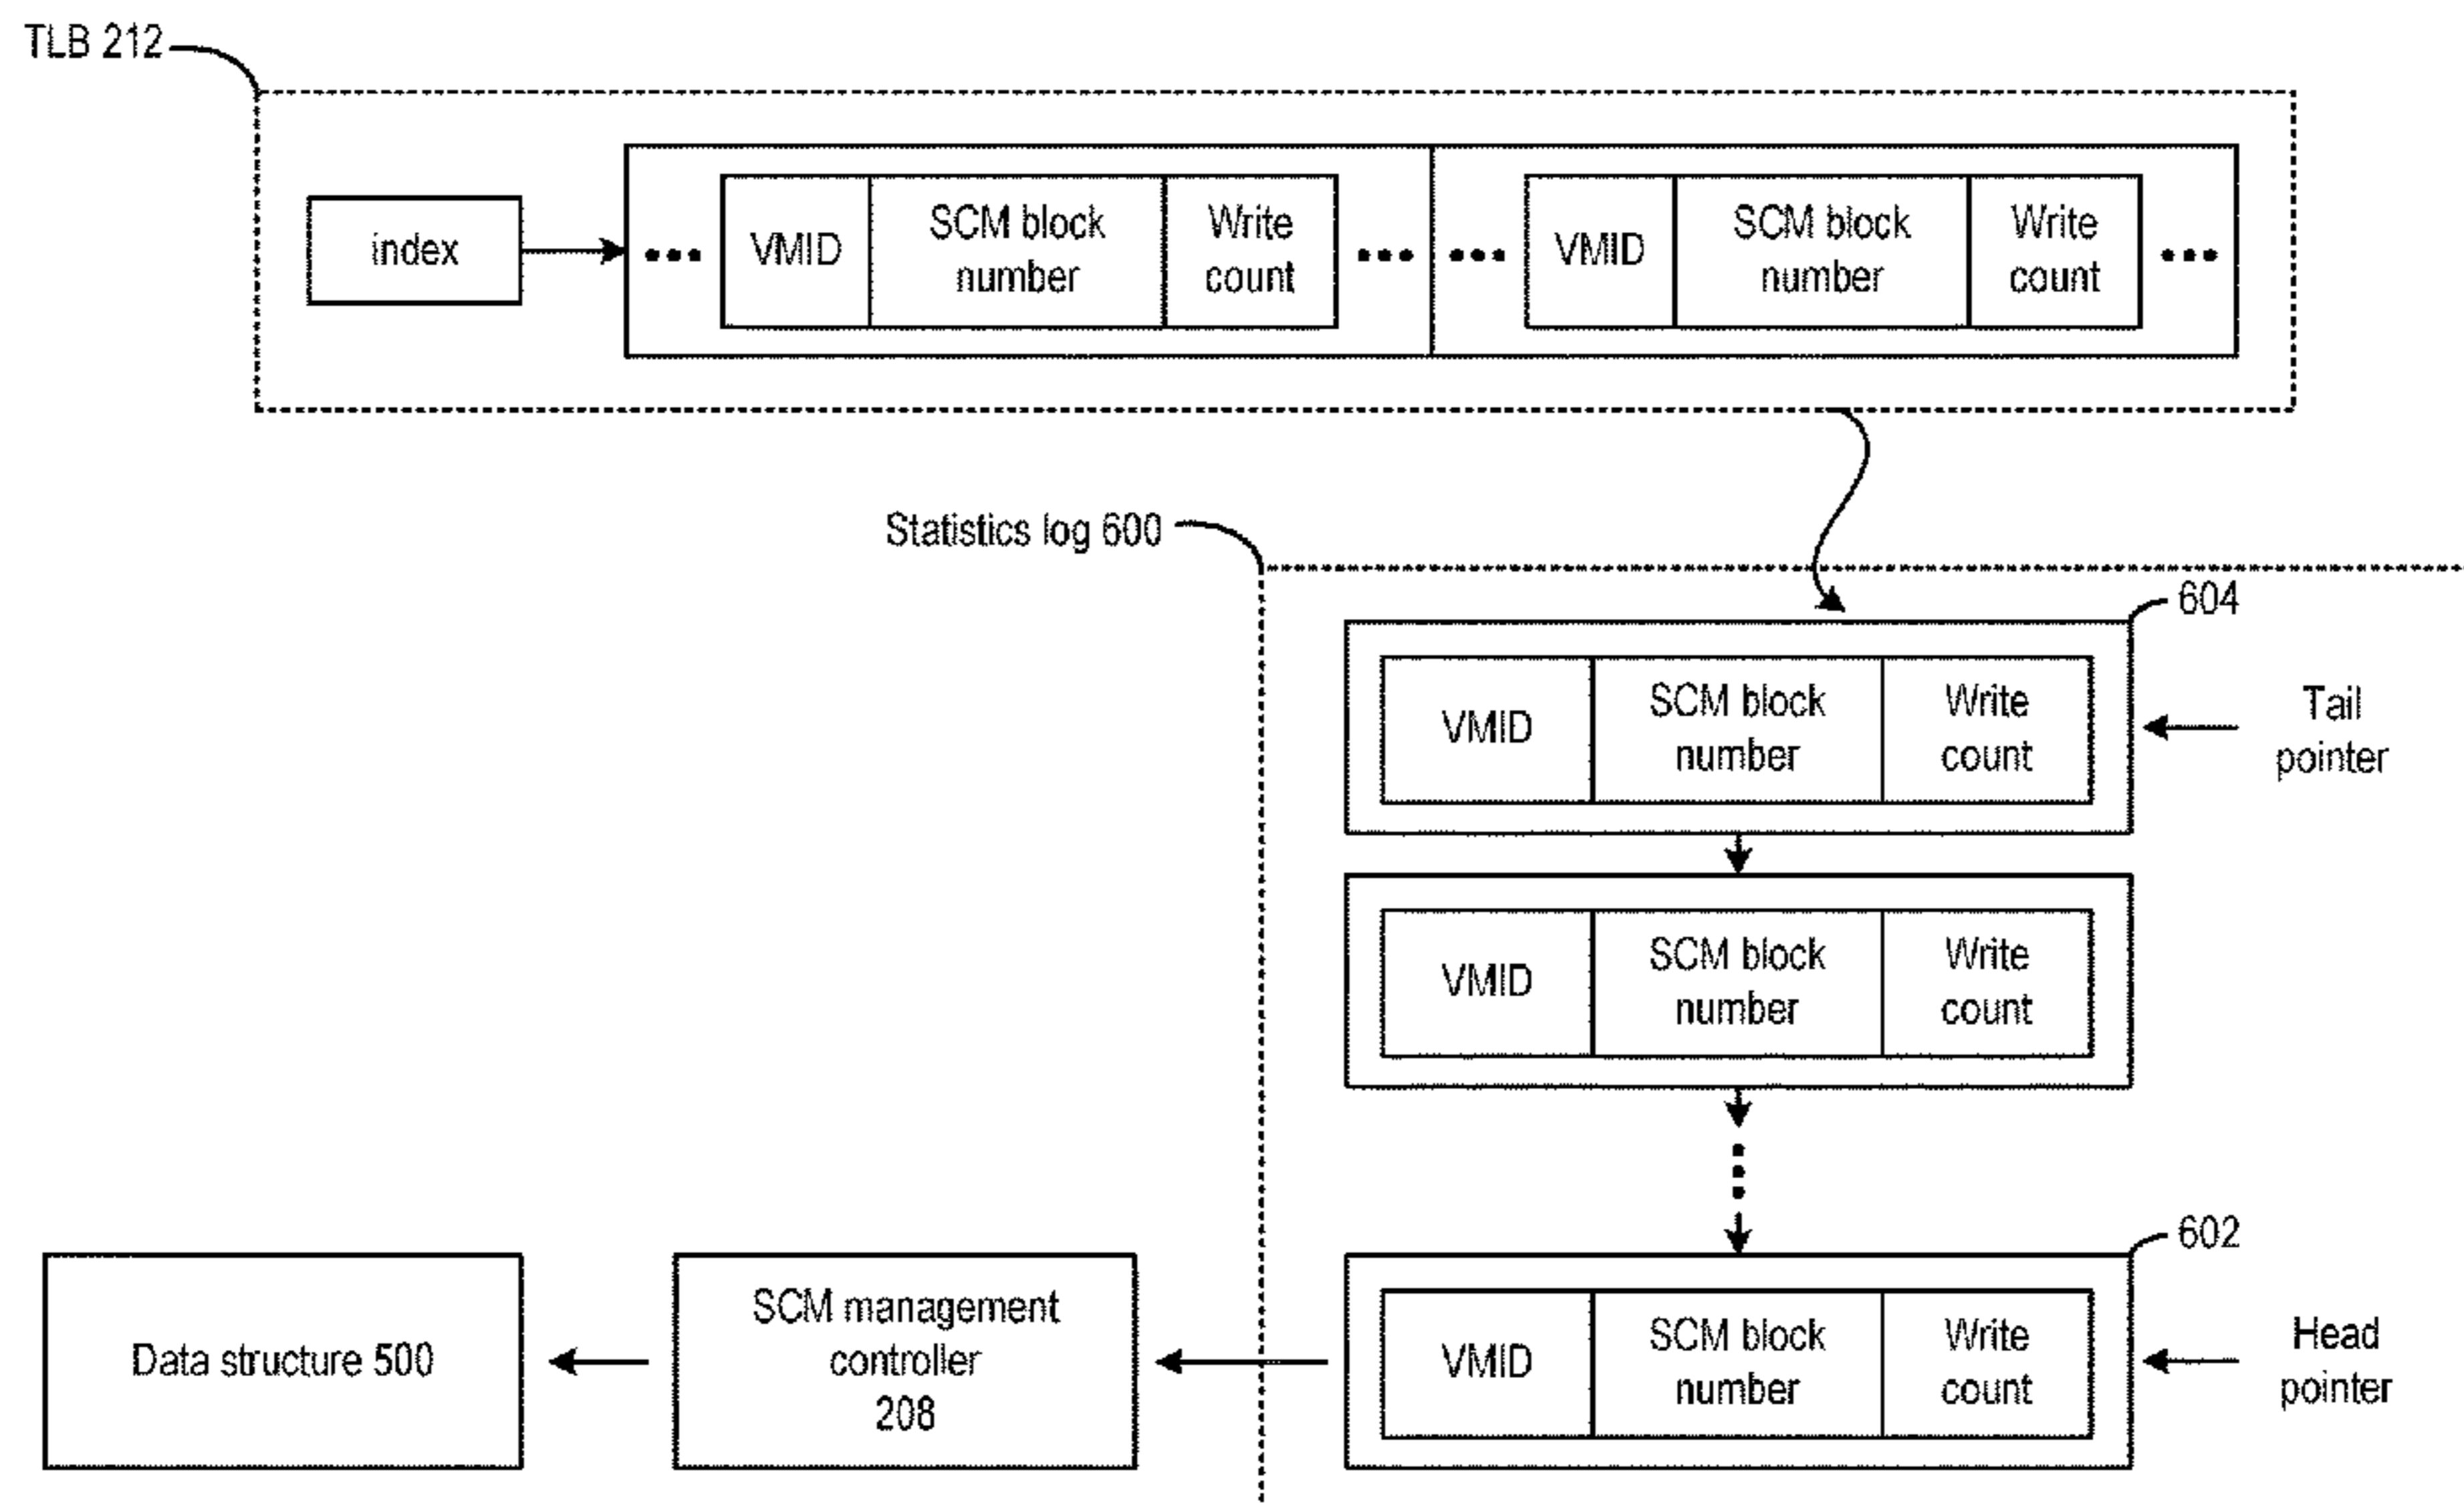 TLB 212
index
VMID
SCM block
number
Write
count
VMID
SCM block
number
Write
count
Statistics log 600
604
VMID
SCM block
number
Write
count
Tail
pointer
VMID
SCM block
number
Write
count
602
Data structure 500
SCM management
controller
208
VMID
SCM block
number
Write
count
Head
pointer